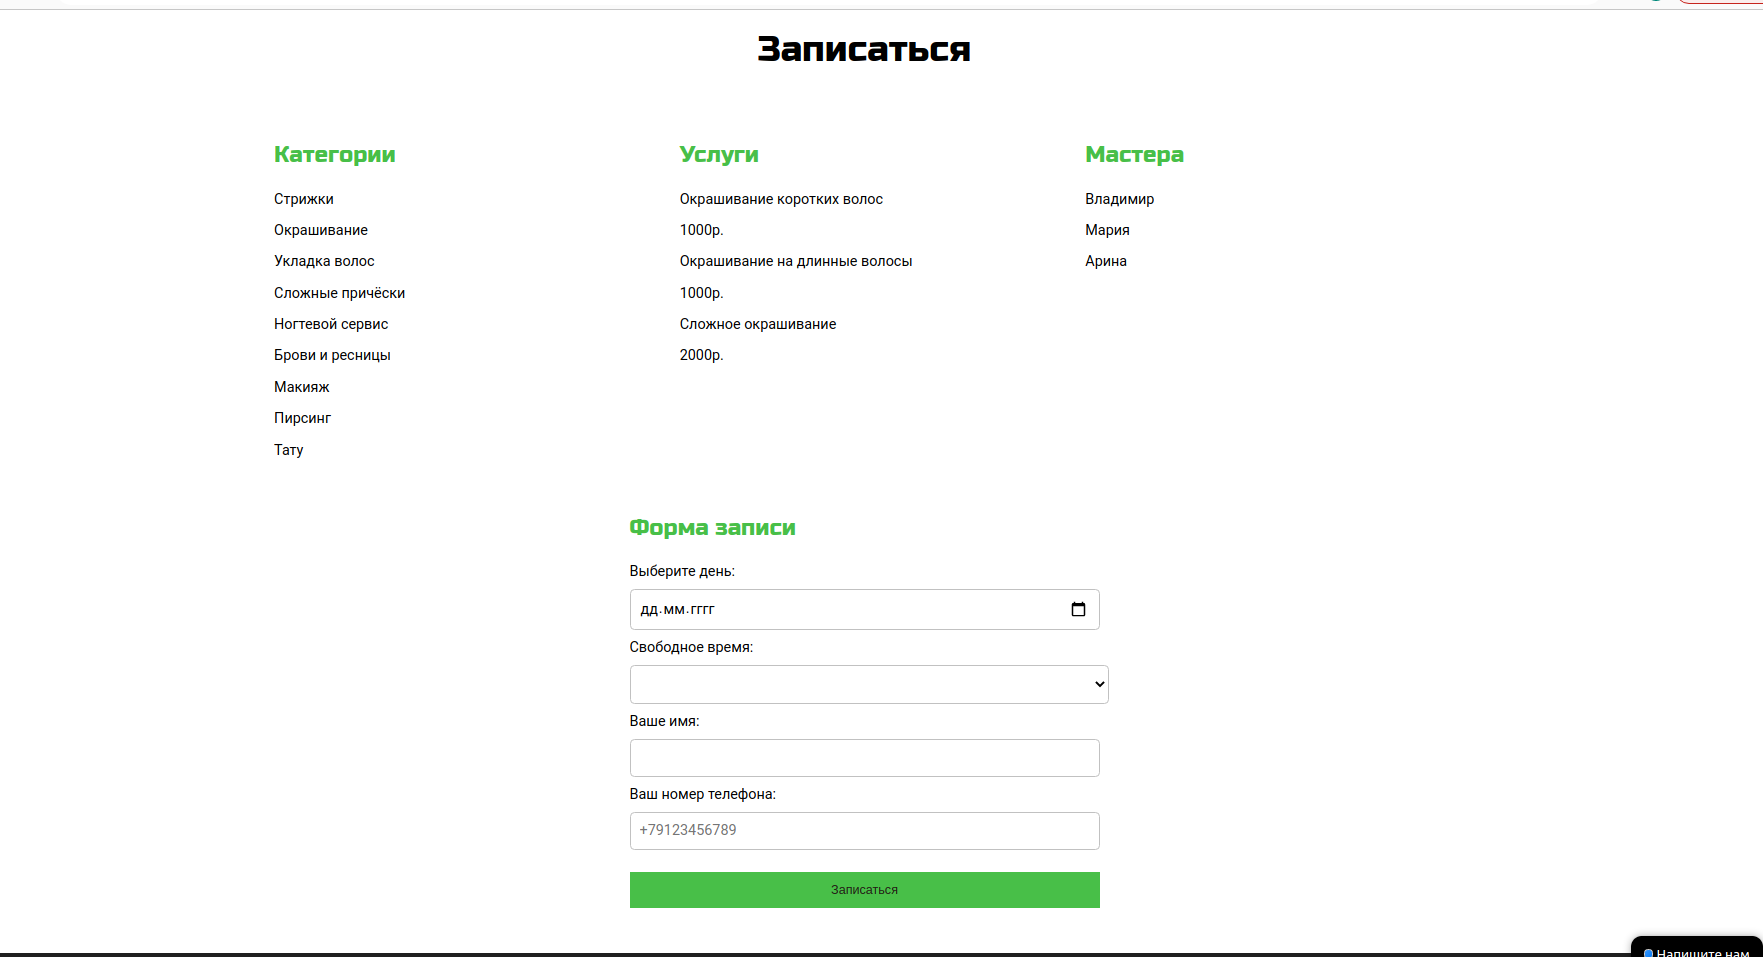 Записаться
Категории
Стрижки
Окрашивание
Укладка волос
Сложные причёски
Ногтевой сервис
Брови и ресницы
Макияж
Пирсинг
Тату
Услуги
Окрашивание коротких волос
1000р.
Окрашивание на длинные волосы
1000р.
Сложное окрашивание
2000р.
Мастера
Владимир
Мария
Арина
Форма записи
Выберите день:
дд.мм.гггг
Свободное время:
Ваше имя:
Ваш номер телефона:
+79123456789
Записаться
Напишите нам